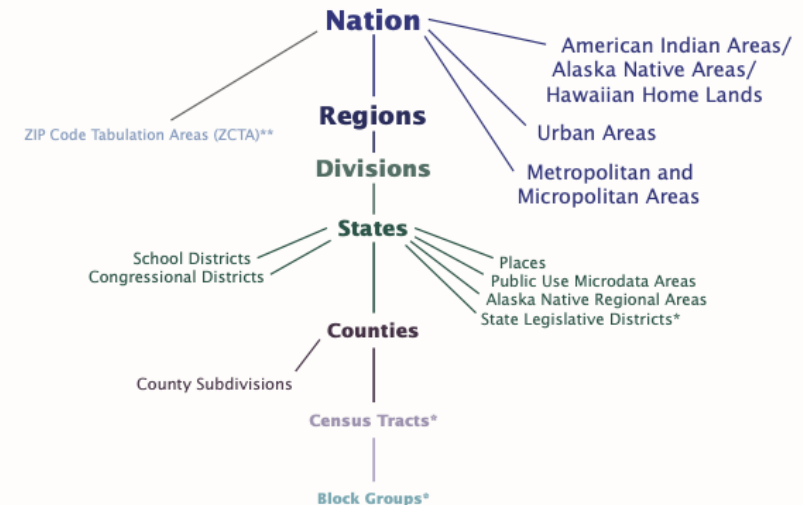 Nation
American Indian Areas/
Alaska Native Areas/
Hawaiian Home Lands
Regions
ZIP Code Tabulation Areas (ZCTA)**
Urban Areas
Divisions
Metropolitan and
Micropolitan Areas
States
School Districts
Congressional Districts
Places
Public Use Microdata Areas
Alaska Native Regional Areas
State Legislative Districts*
Counties
County Subdivisions
Census Tracts*
Block Groups*